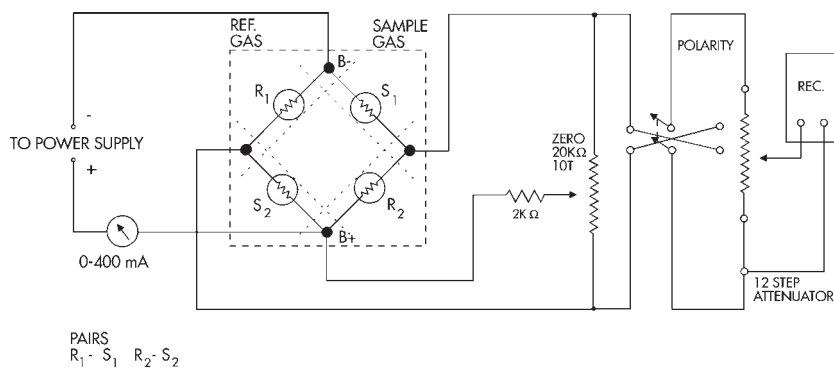 REF.
GAS
SAMPLE
GAS
B-
POLARITY
R1
S1
REC.
-
TO POWER SUPPLY
+
ZERO
20KΩ
10T
S2
R2
2K Ω
B+
0-400 mA
12 STEP
ATTENUATOR
PAIRS
R1- S1 R2- S2